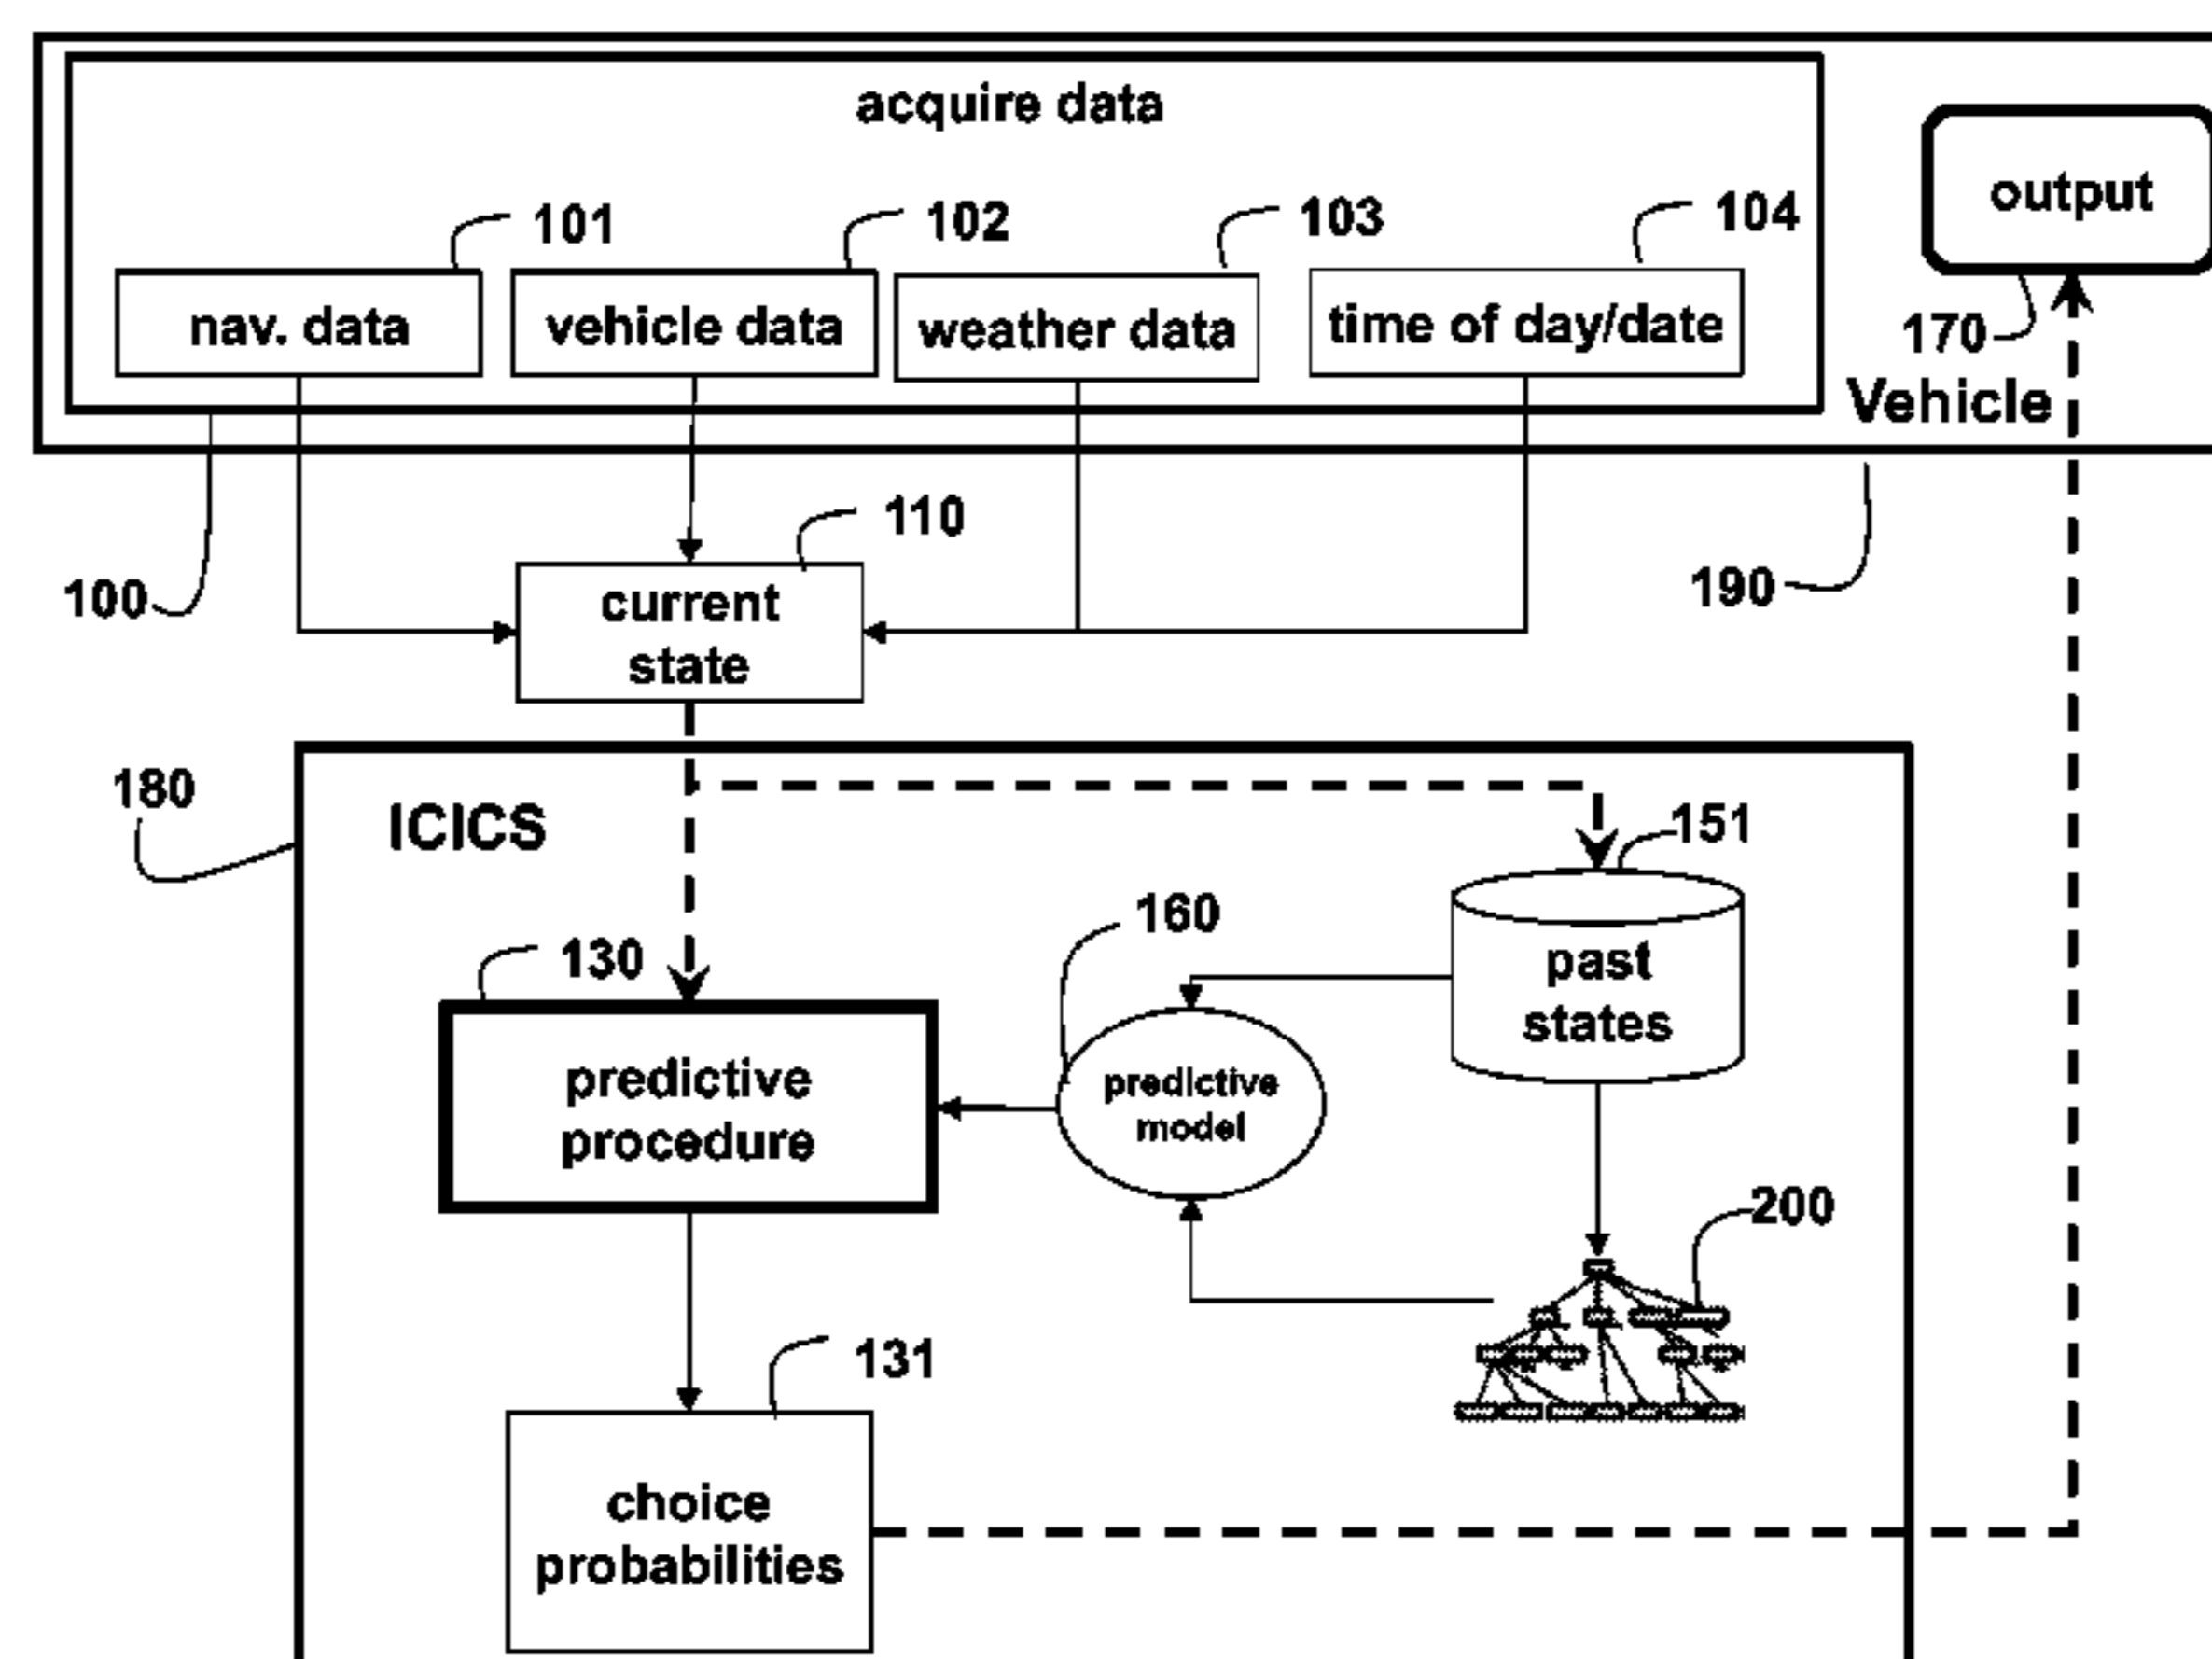 acquire data
output
101
102
103
104
nav. data
vehicle data
weather data
time of day/date
170
Vehicle
110
100
190
current
state
180
ICICS
151
160
130
past
states
predictive
procedure
predictive
model
200
131
choice
probabilities